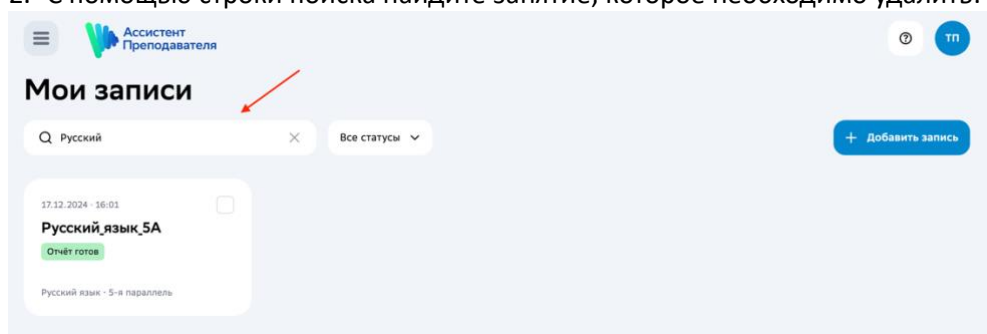 2. С помощью строки поиска найдите занятие, которое необходимо удалить.
Ассистент
Преподавателя
ТП
Мои записи
Русский
Все статусы
+ Добавить запись
17.12.2024 · 16:01
Русский_язык_5А
Отчёт готов
Русский язык · 5-я параллель